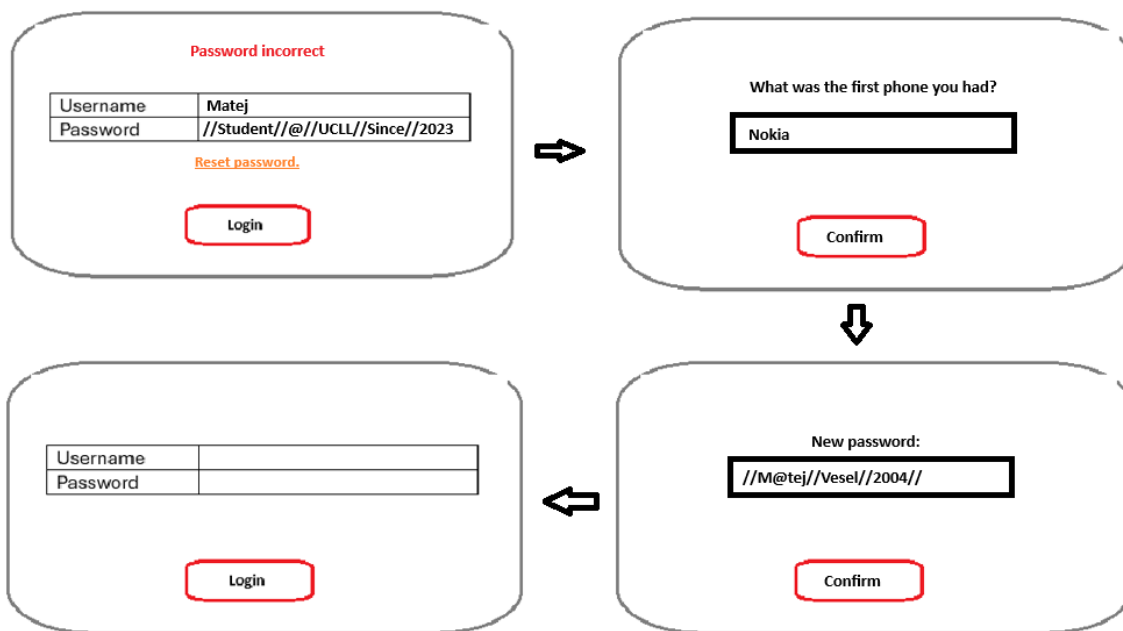 Password incorrect
Username Matej
Password //Student//@//UCLL//Since//2023
Reset password.
Login
What was the first phone you had?
Nokia
Confirm
New password:
//M@tej//Vesel//2004//
Confirm
Username
Password
Login